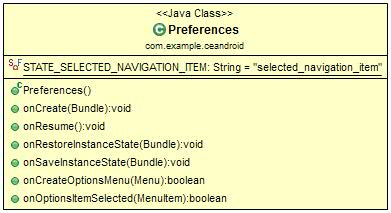 <<Java Class>>
C Preferences
com.example.ceandroid
S F STATE_SELECTED_NAVIGATION_ITEM: String = "selected_navigation_item"
C Preferences()
onCreate(Bundle):void
onResume():void
onRestoreInstanceState(Bundle):void
onSaveInstanceState(Bundle):void
onCreateOptionsMenu(Menu):boolean
onOptionsItemSelected(MenuItem):boolean